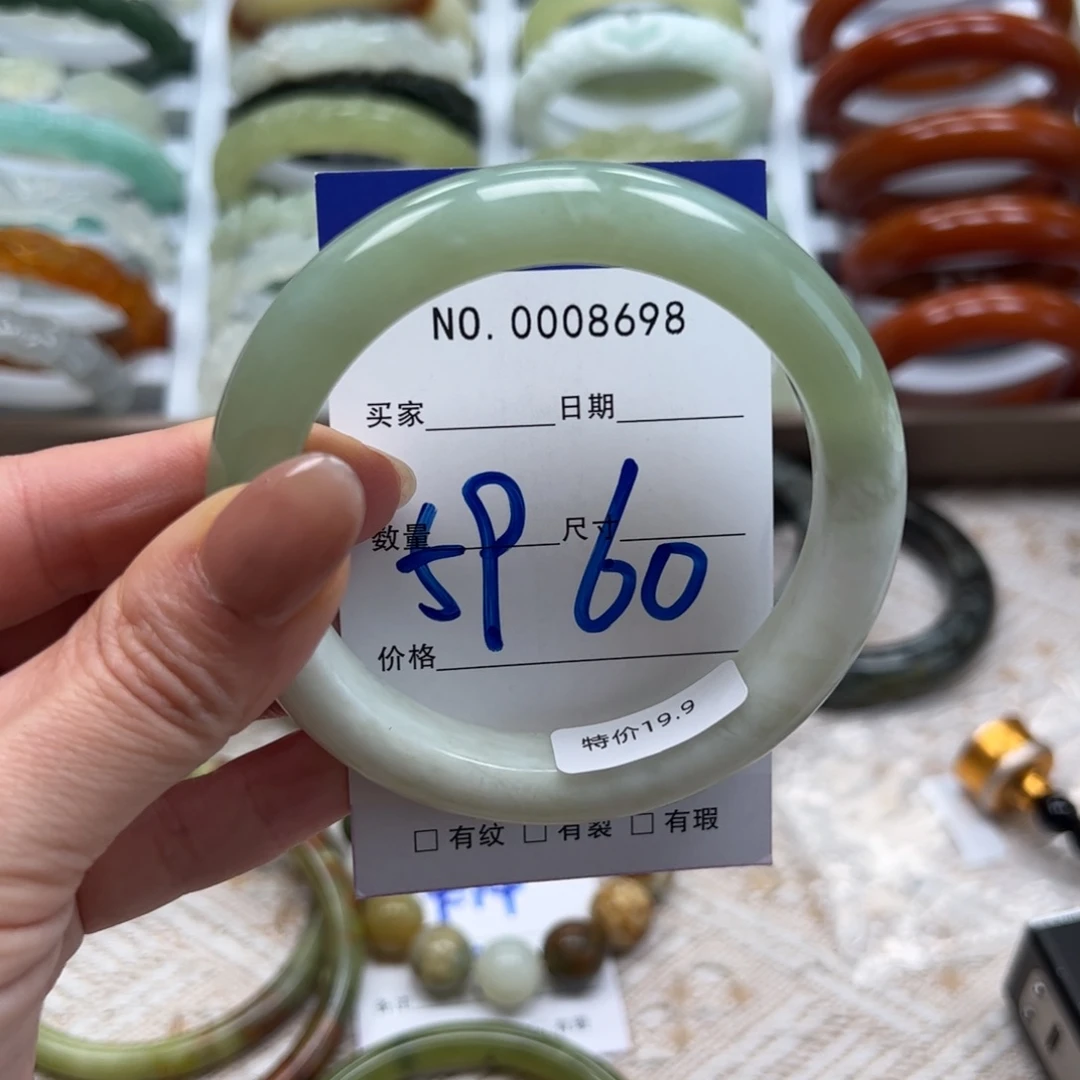 NO. 0008698
买家 日期
数量 尺寸
5P 60
价格
特价19.9
□ 有纹 □ 有裂 □ 有瑕